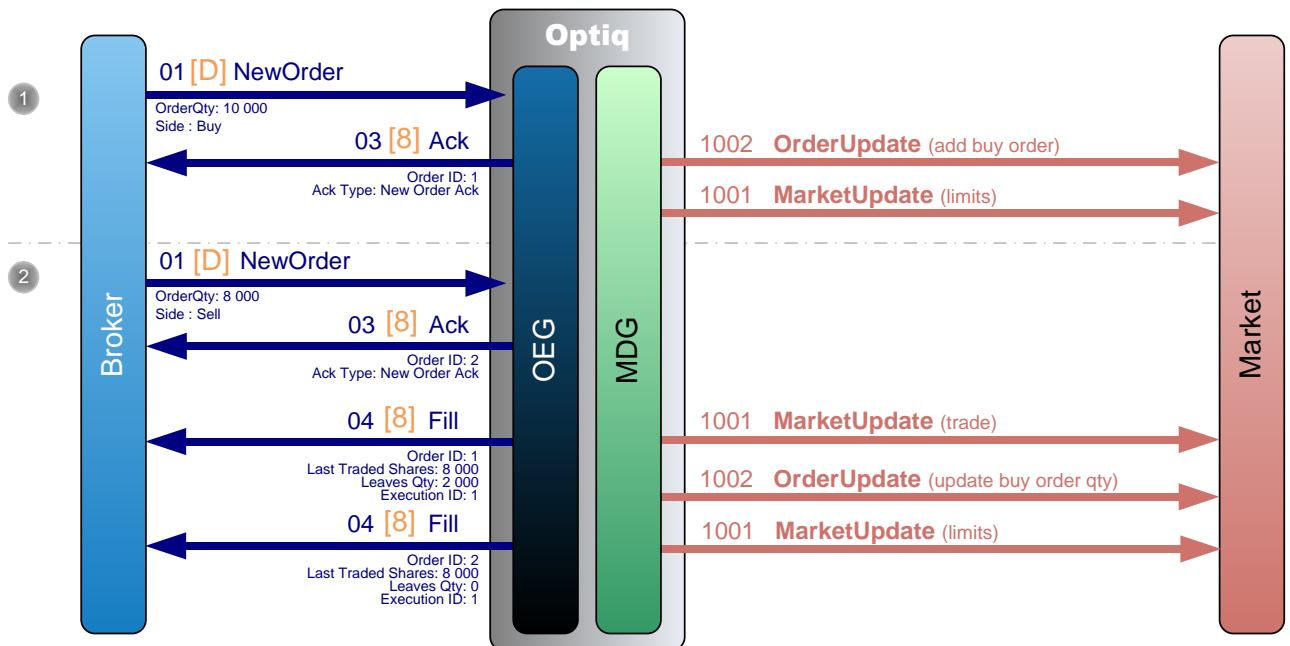 Optiq
1
01 [D] NewOrder
OrderQty: 10 000
Side : Buy
03 [8] Ack
Order ID: 1
Ack Type: New Order Ack
1002 OrderUpdate (add buy order)
1001 MarketUpdate (limits)
2
01 [D] NewOrder
OrderQty: 8 000
Side : Sell
03 [8] Ack
Order ID: 2
Ack Type: New Order Ack
Broker
OEG
MDG
Market
04 [8] Fill
Order ID: 1
Last Traded Shares: 8 000
Leaves Qty: 2 000
Execution ID: 1
1001 MarketUpdate (trade)
1002 OrderUpdate (update buy order qty)
04 [8] Fill
Order ID: 2
Last Traded Shares: 8 000
Leaves Qty: 0
Execution ID: 1
1001 MarketUpdate (limits)